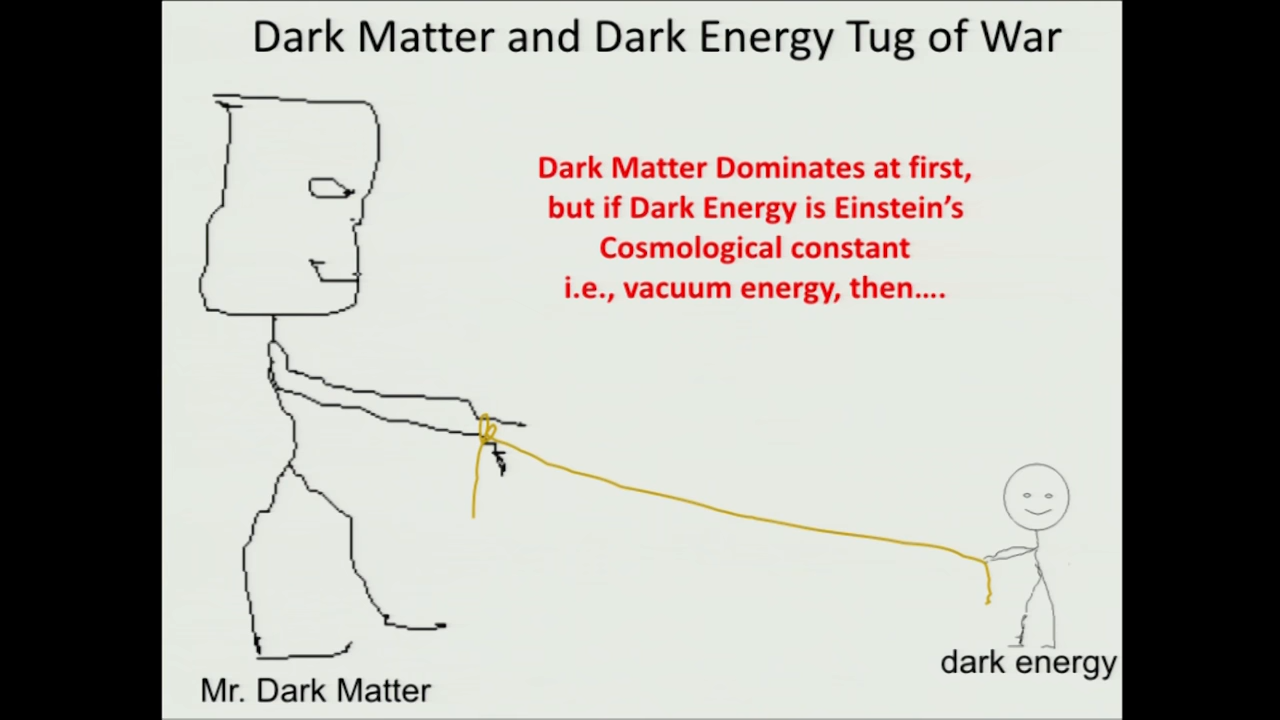 Dark Matter and Dark Energy Tug of War
Dark Matter Dominates at first,
but if Dark Energy is Einstein’s
Cosmological constant
i.e., vacuum energy, then....
dark energy
Mr. Dark Matter